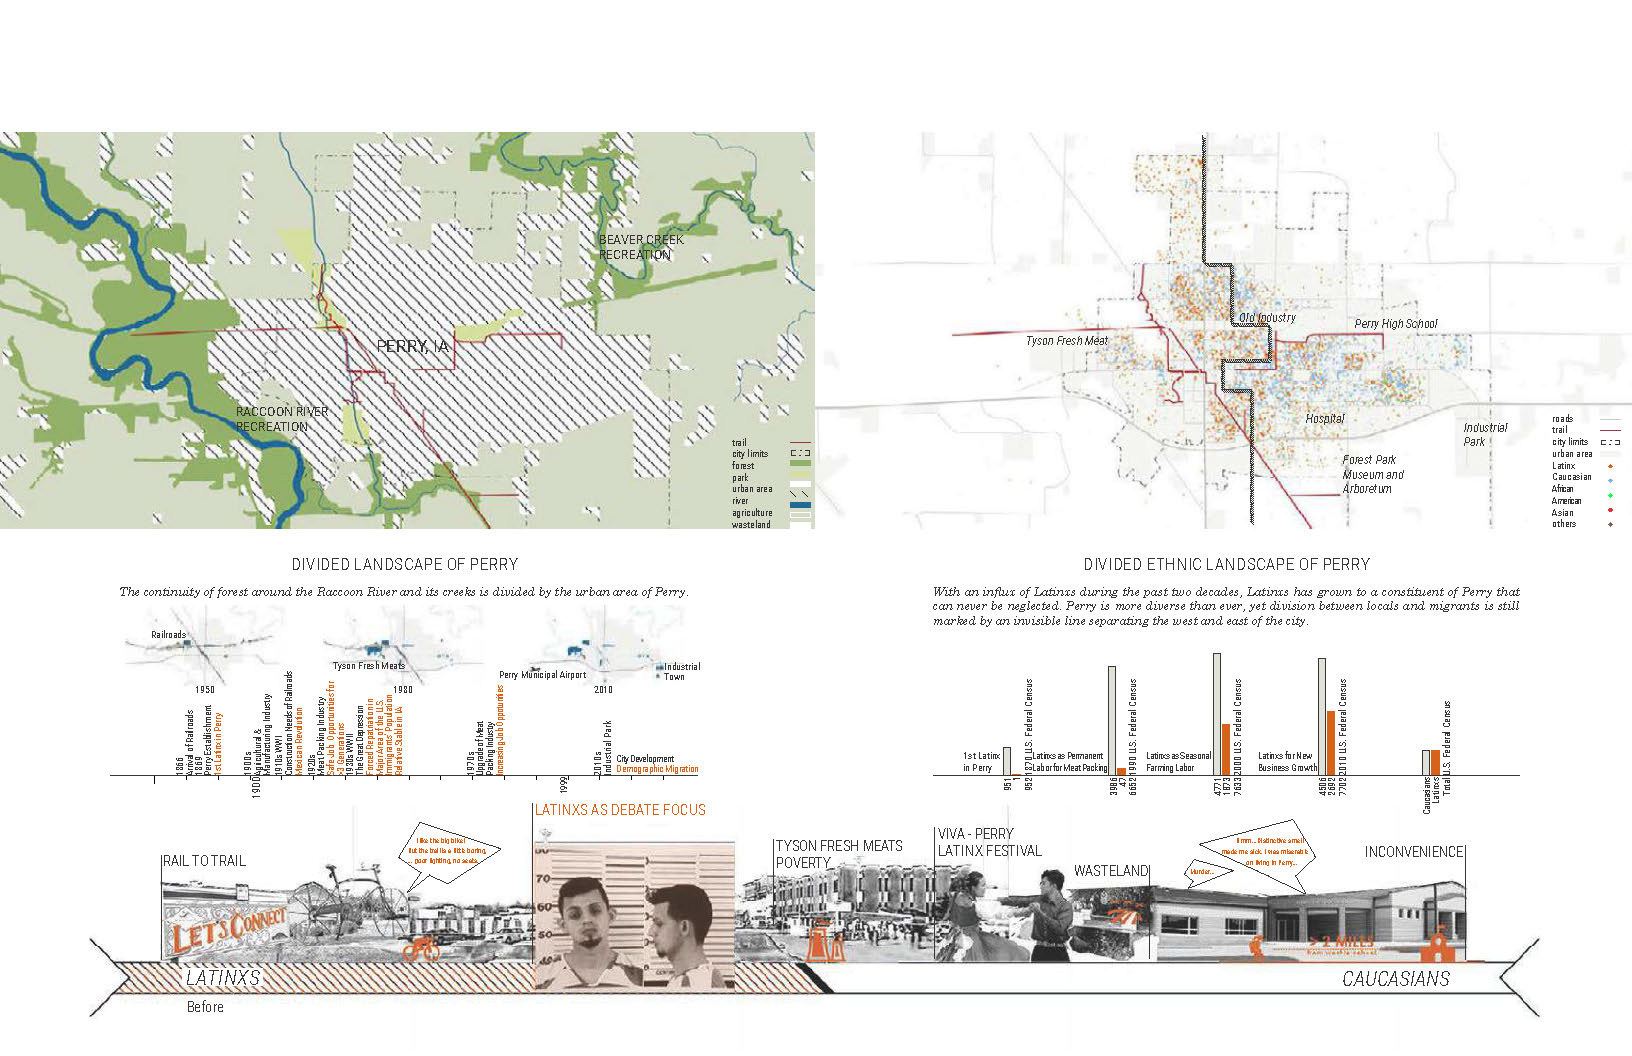 BEAVER CREEK
RECREATION
PERRY, IA
RACCOON RIVER
RECREATION
trail
city limits
forest
park
urban area
river
agriculture
wasteland
Old Industry
Perry High School
Tyson Fresh Meat
Hospital
Industrial
Park
Forest Park
Museum and
Arboretum
roads
trail
city limits
urban area
Latinx
Caucasian
African
American
Asian
others
DIVIDED LANDSCAPE OF PERRY
The continuity of forest around the Raccoon River and its creeks is divided by the urban area of Perry.
Railroads
1950
Tyson Fresh Meats
1980
Perry Municipal Airport
Industrial
Town
2010
1866
Arrival of Railroads
1869
Perry Establishment
1st Latinx in Perry
1900s
Agricultural &
Manufacturing Industry
1910s WWI
Construction Needs of Railroads
Mexican Revolution
1920s
Meat Packing Industry
Safe Job Opportunities for
>3 Generations
1930s WWII
The Great Depression
Forced Repatriation in
Major Area of the U.S.
Immigrants' Population
Relative Stable in IA
1970s
Upgrade of Meat
Packing Industry
Increasing Job Opportunities
2010s
Industrial Park
City Development
Demographic Migration
1900
1999
DIVIDED ETHNIC LANDSCAPE OF PERRY
With an influx of Latinxs during the past two decades, Latinxs has grown to a constituent of Perry that
can never be neglected. Perry is more diverse than ever, yet division between locals and migrants is still
marked by an invisible line separating the west and east of the city.
1st Latinx
in Perry
951
1
952 1870 U.S. Federal Census
Latinxs as Permanent
Labor for Meat Packing
3986
47
6652 1990 U.S. Federal Census
Latinxs as Seasonal
Farming Labor
4771
1873
7633 2000 U.S. Federal Census
Latinxs for New
Business Growth
4506
2692
7702 2010 U.S. Federal Census
Caucasians
Latinxs
Total U.S. Federal Census
RAIL TO TRAIL
I like the big bike!
But the trail is a little boring,
... poor lighting, no seats...
LET'S CONNECT
LATINXS AS DEBATE FOCUS
70
60
50
TYSON FRESH MEATS
POVERTY
VIVA - PERRY
LATINX FESTIVAL
WASTELAND
Hmm... Distinctive smell
made me sick. I was miserable
on living in Perry...
Murder...
INCONVENIENCE
> 2 MILES
LATINXS
CAUCASIANS
Before